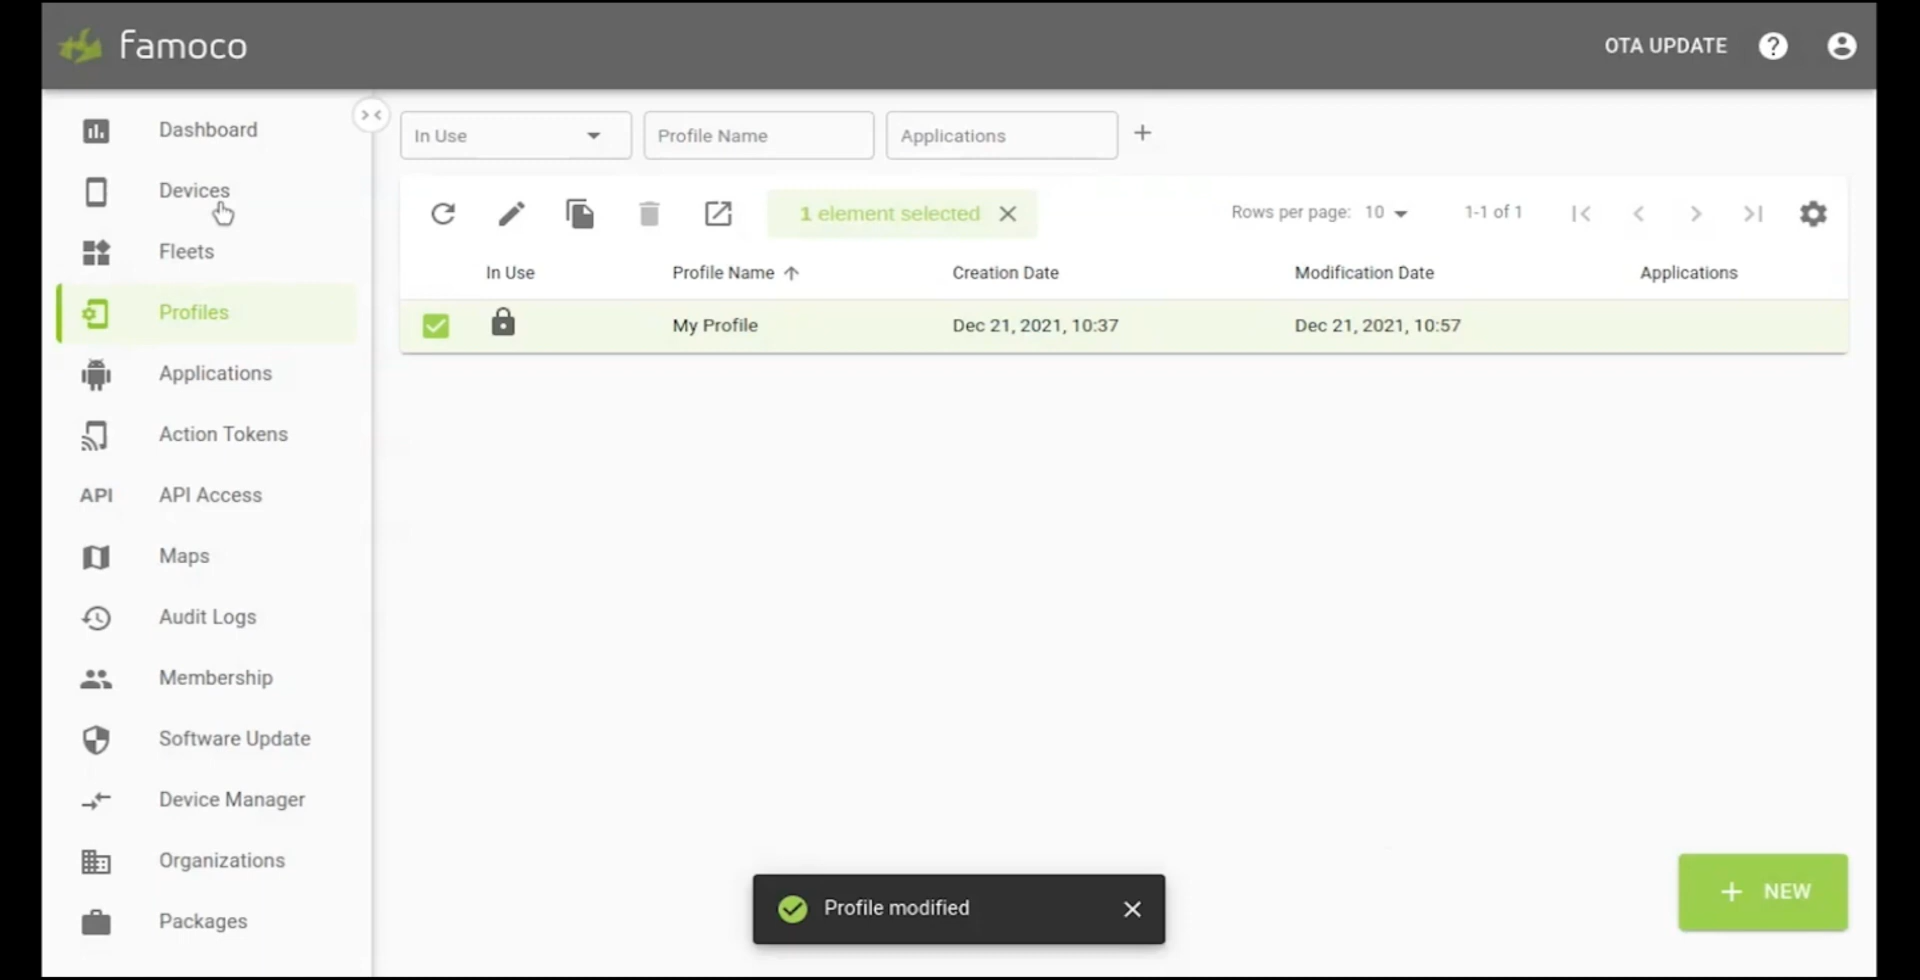 famoco
OTA UPDATE
Dashboard
Devices
Fleets
Profiles
Applications
Action Tokens
API API Access
Maps
Audit Logs
Membership
Software Update
Device Manager
Organizations
Packages
In Use Profile Name Applications
1 element selected Rows per page: 10 1-1 of 1
In Use Profile Name Creation Date Modification Date Applications
My Profile Dec 21, 2021, 10:37 Dec 21, 2021, 10:57
Profile modified
+ NEW